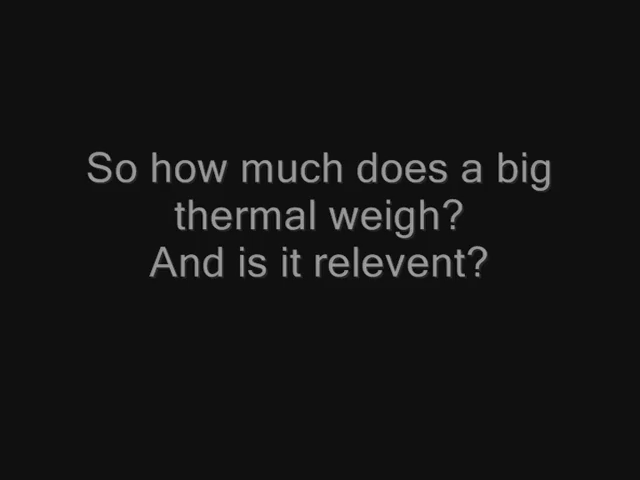 So how much does a big
thermal weigh?
And is it relevent?